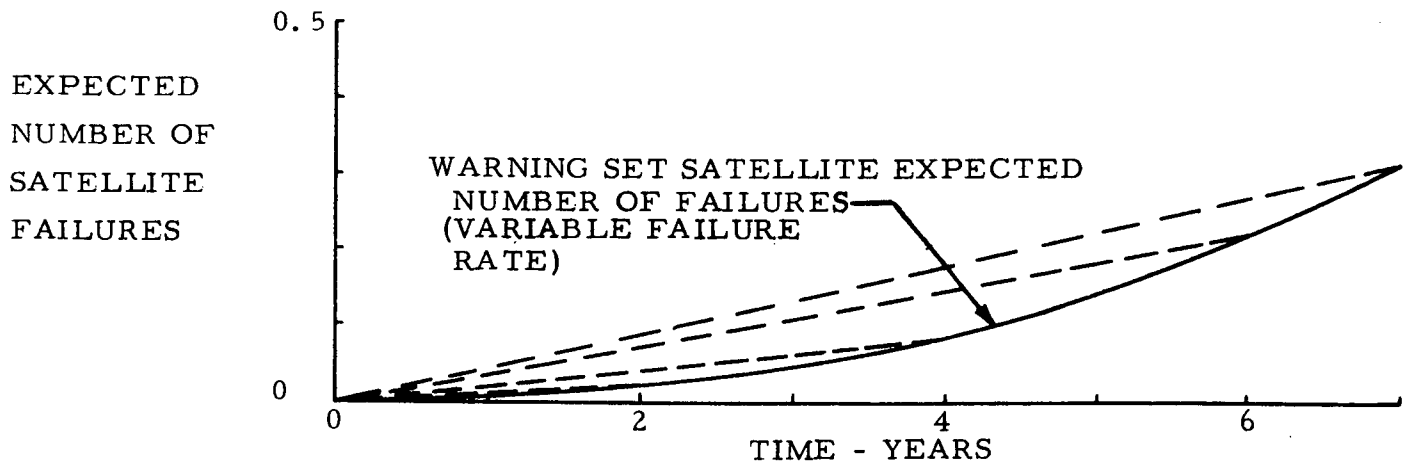 0.5
EXPECTED
NUMBER OF
SATELLITE
FAILURES
WARNING SET SATELLITE EXPECTED
NUMBER OF FAILURES
(VARIABLE FAILURE
RATE)
0
0 2 4 6
TIME - YEARS